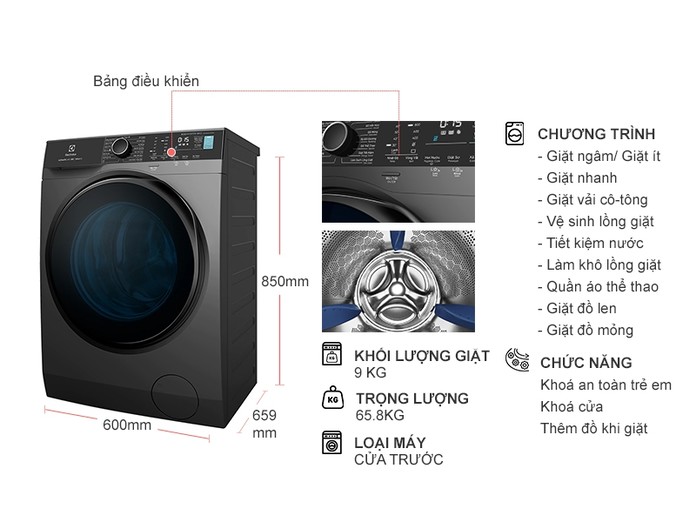 Bảng điều khiển
Electrolux
0:15
850mm
600mm
659
mm
KHỐI LƯỢNG GIẶT
9 KG
KG
TRỌNG LƯỢNG
65.8KG
LOẠI MÁY
CỬA TRƯỚC
CHƯƠNG TRÌNH
- Giặt ngâm/ Giặt ít
- Giặt nhanh
- Giặt vải cô-tông
- Vệ sinh lồng giặt
- Tiết kiệm nước
- Làm khô lồng giặt
- Quần áo thể thao
- Giặt đồ len
- Giặt đồ mỏng
CHỨC NĂNG
Khoá an toàn trẻ em
Khoá cửa
Thêm đồ khi giặt